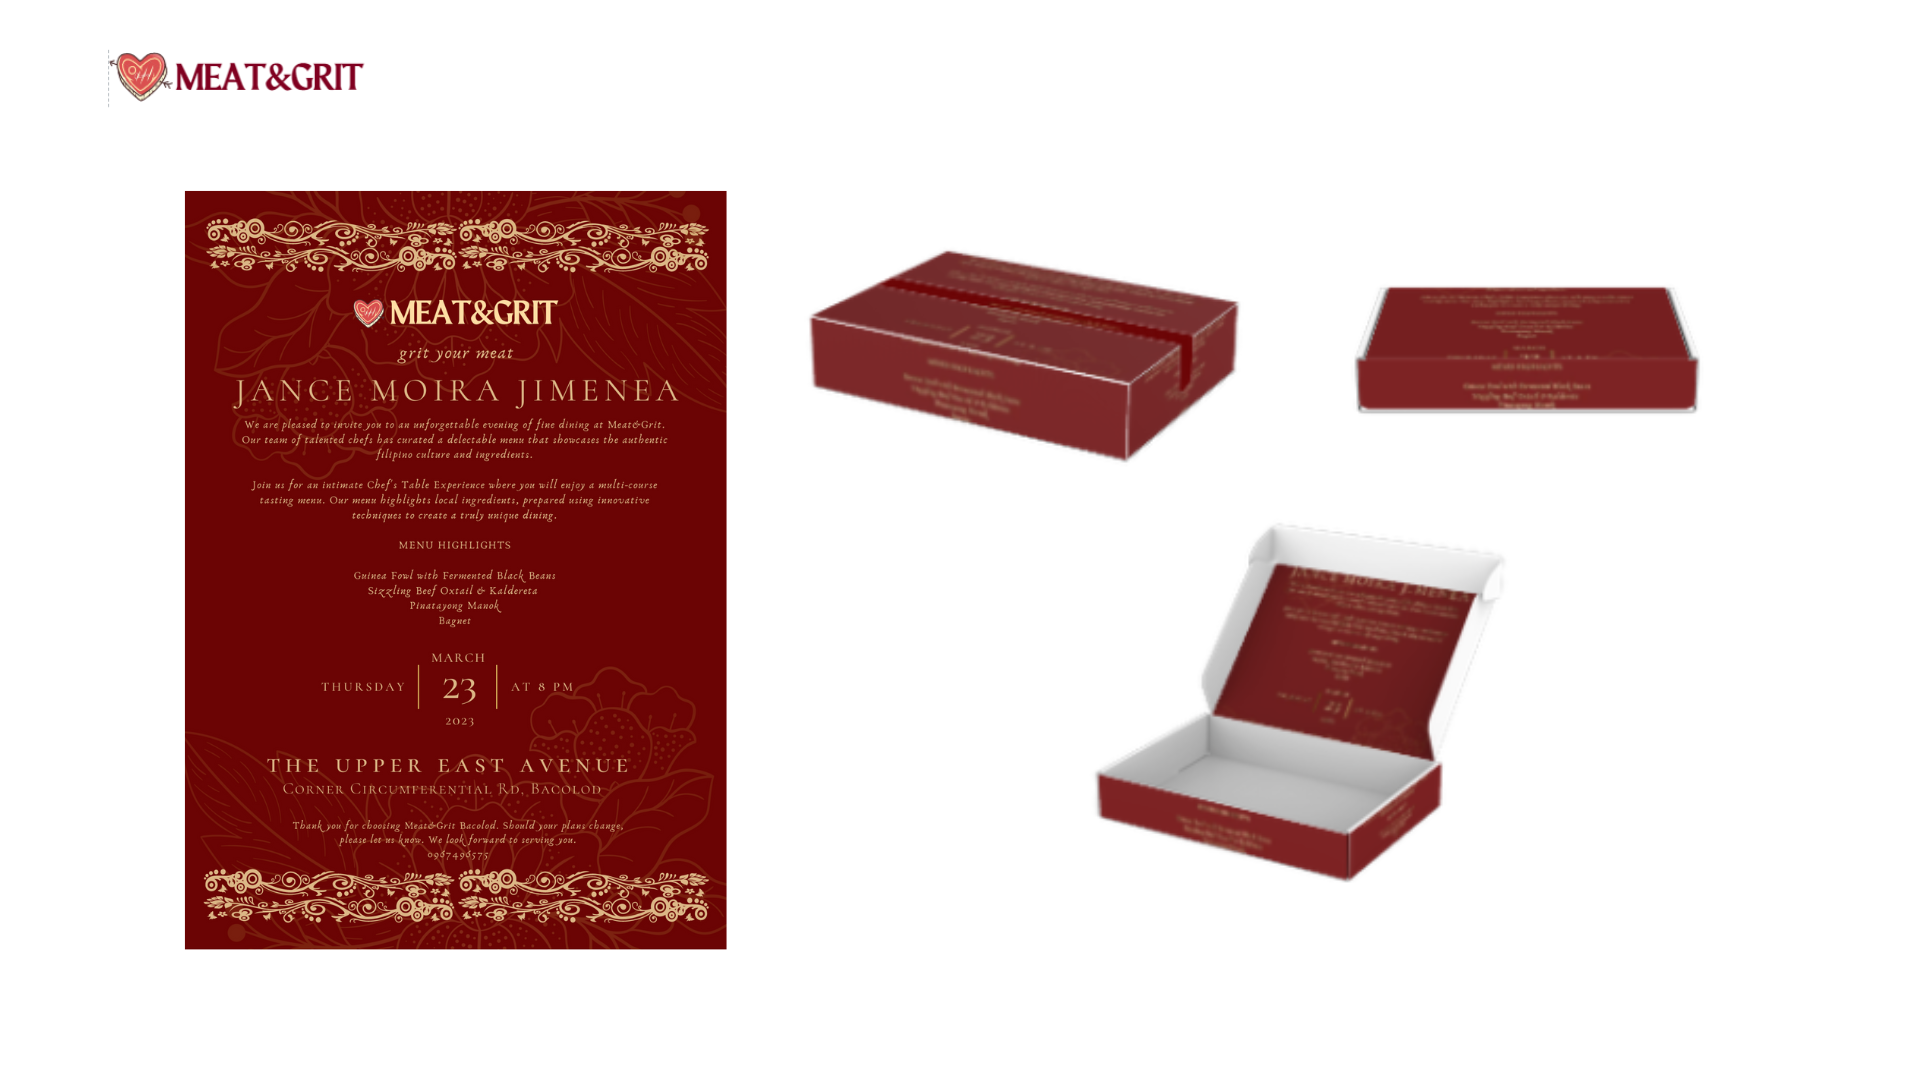 MEAT&GRIT
MEAT&GRIT
grit your meat
JANCE MOIRA JIMENEA
We are pleased to invite you to an unforgettable evening of fine dining at Meat&Grit.
Our team of talented chefs has curated a delectable menu that showcases the authentic
filipino culture and ingredients.
Join us for an intimate Chef's Table Experience where you will enjoy a multi-course
tasting menu. Our menu highlights local ingredients, prepared using innovative
techniques to create a truly unique dining.
MENU HIGHLIGHTS
Guinea Fowl with Fermented Black Beans
Sizzling Beef Oxtail & Kaldereta
Pinatayong Manok
Bagnet
MARCH
THURSDAY 23 AT 8 PM
2023
THE UPPER EAST AVENUE
Corner Circumferential Rd, Bacolod
Thank you for choosing Meat&Grit Bacolod. Should your plans change,
please let us know. We look forward to serving you.
0967496575
JANCE MOIRA JIMENEA
23